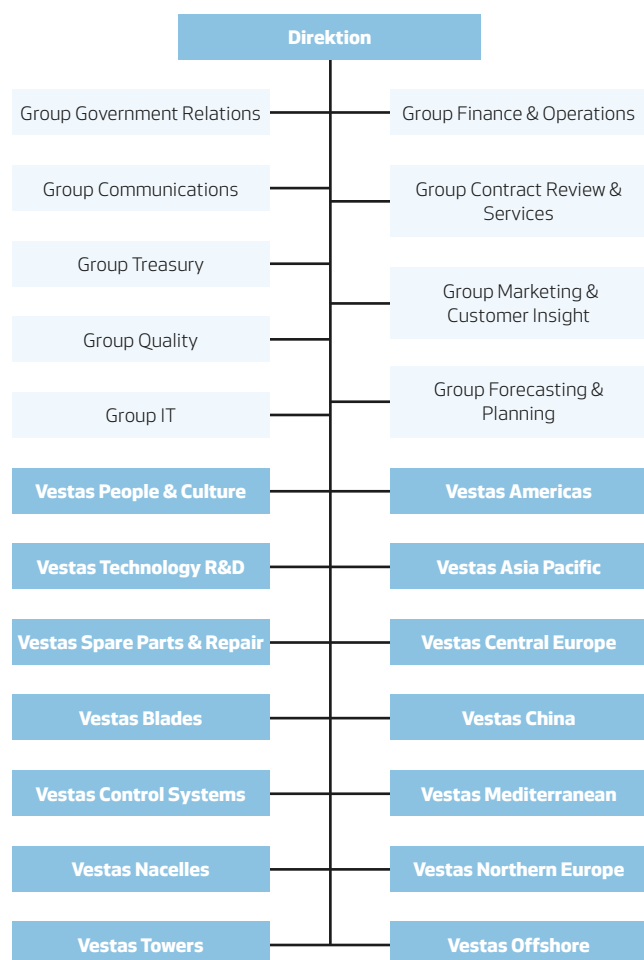 Direktion
Group Government Relations
Group Finance & Operations
Group Communications
Group Contract Review &
Services
Group Treasury
Group Marketing &
Customer Insight
Group Quality
Group Forecasting &
Planning
Group IT
Vestas People & Culture
Vestas Americas
Vestas Technology R&D
Vestas Asia Pacific
Vestas Spare Parts & Repair
Vestas Central Europe
Vestas Blades
Vestas China
Vestas Control Systems
Vestas Mediterranean
Vestas Nacelles
Vestas Northern Europe
Vestas Towers
Vestas Offshore